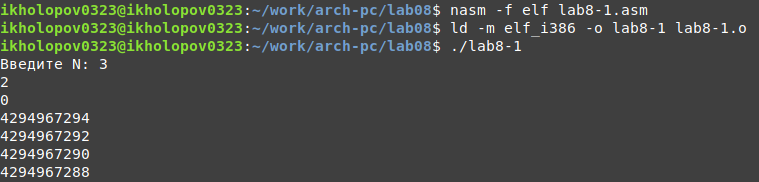 ikholopov0323@ikholopov0323:~/work/arch-pc/lab08$ nasm -f elf lab8-1.asm
ikholopov0323@ikholopov0323:~/work/arch-pc/lab08$ ld -m elf_i386 -o lab8-1 lab8-1.o
ikholopov0323@ikholopov0323:~/work/arch-pc/lab08$ ./lab8-1
Введите N: 3
2
0
4294967294
4294967292
4294967290
4294967288